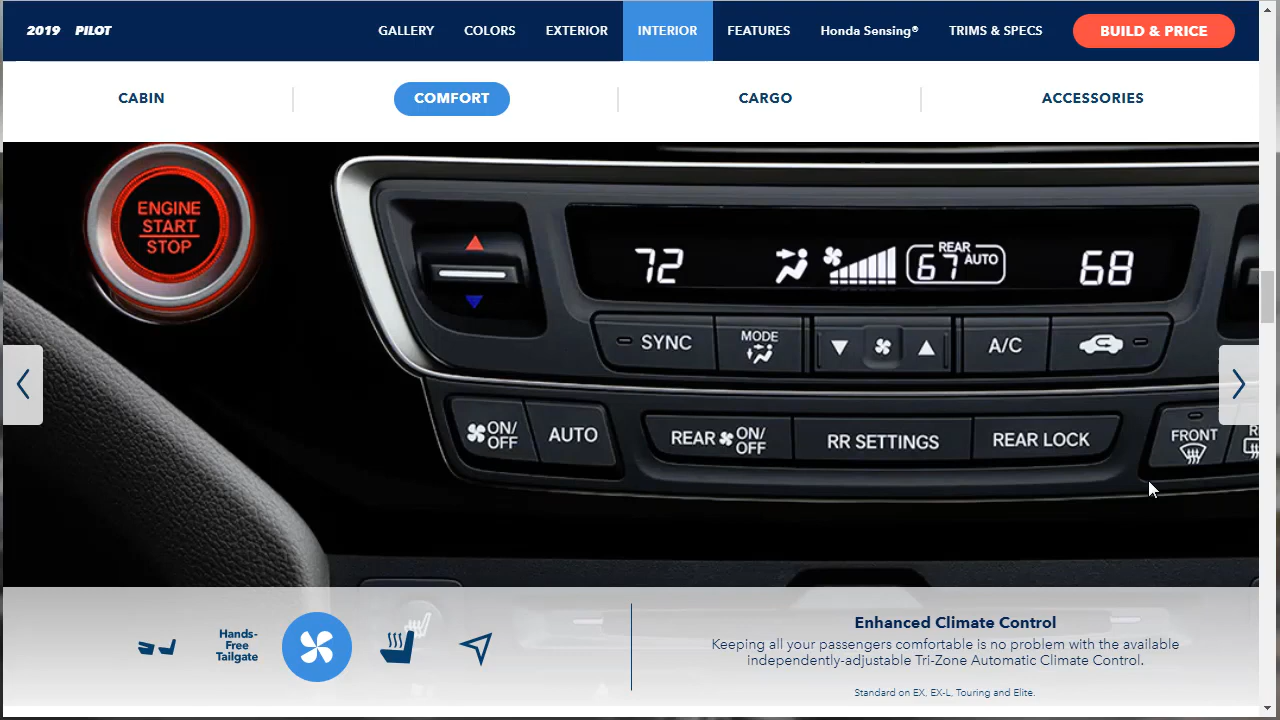 2019 PILOT
GALLERY
COLORS
EXTERIOR
INTERIOR
FEATURES
Honda Sensing®
TRIMS & SPECS
BUILD & PRICE
CABIN
COMFORT
CARGO
ACCESSORIES
ENGINE
START
STOP
72
REAR
67 AUTO
68
SYNC
MODE
A/C
ON/
OFF
AUTO
REAR ON/
OFF
RR SETTINGS
REAR LOCK
FRONT
Hands-
Free
Tailgate
Enhanced Climate Control
Keeping all your passengers comfortable is no problem with the available
independently-adjustable Tri-Zone Automatic Climate Control.
Standard on EX, EX-L, Touring and Elite.